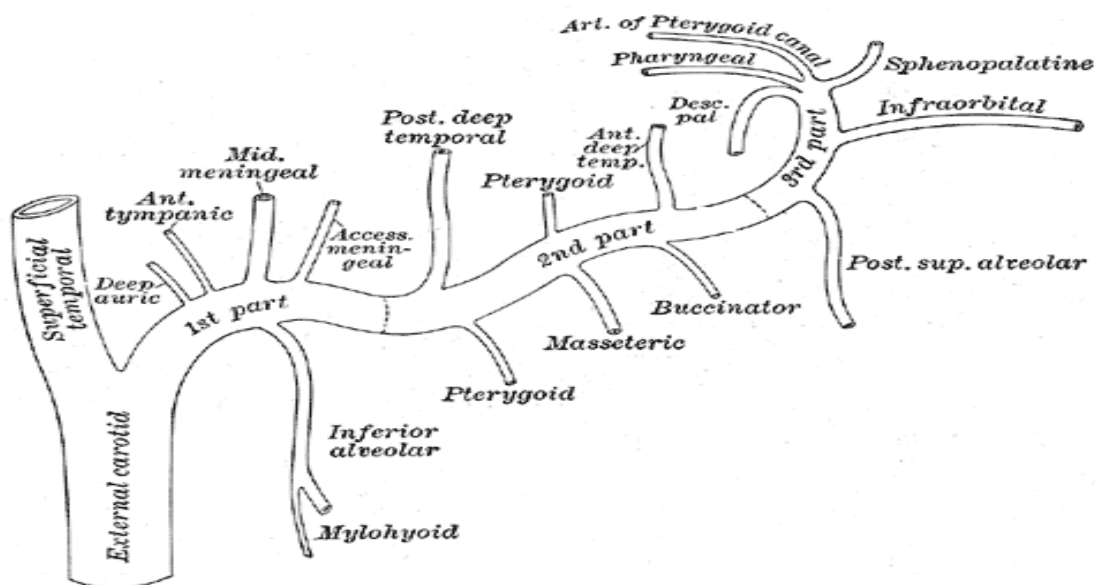 Art. of Pterygoid canal
Pharyngeal
Sphenopalatine
Desc.
pal
Infraorbital
3rd part
Post. deep
temporal
Ant.
deep
temp.
Mid.
meningeal
Pterygoid
Ant.
tympanic
Access.
menin-
geal
2nd part
Deep
auric
Superficial
temporal
1st part
Post. sup. alveolar
Buccinator
Masseteric
Pterygoid
Inferior
alveolar
External carotid
Mylohyoid